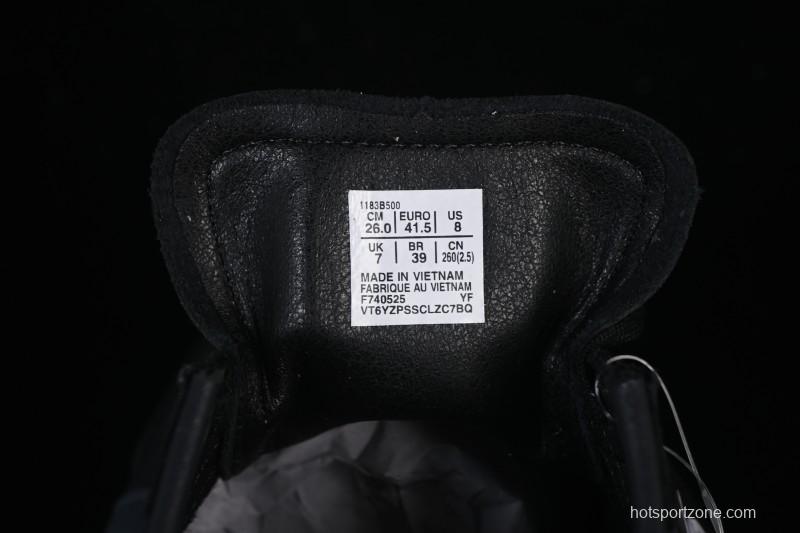 1183B500
CM | EURO | US
26.0 | 41.5 | 8
UK | BR | CN
7 | 39 | 260(2.5)
MADE IN VIETNAM
FABRIQUE AU VIETNAM
F740525 YF
VT6YZPSSCLZC7BQ
hotsportzone.com